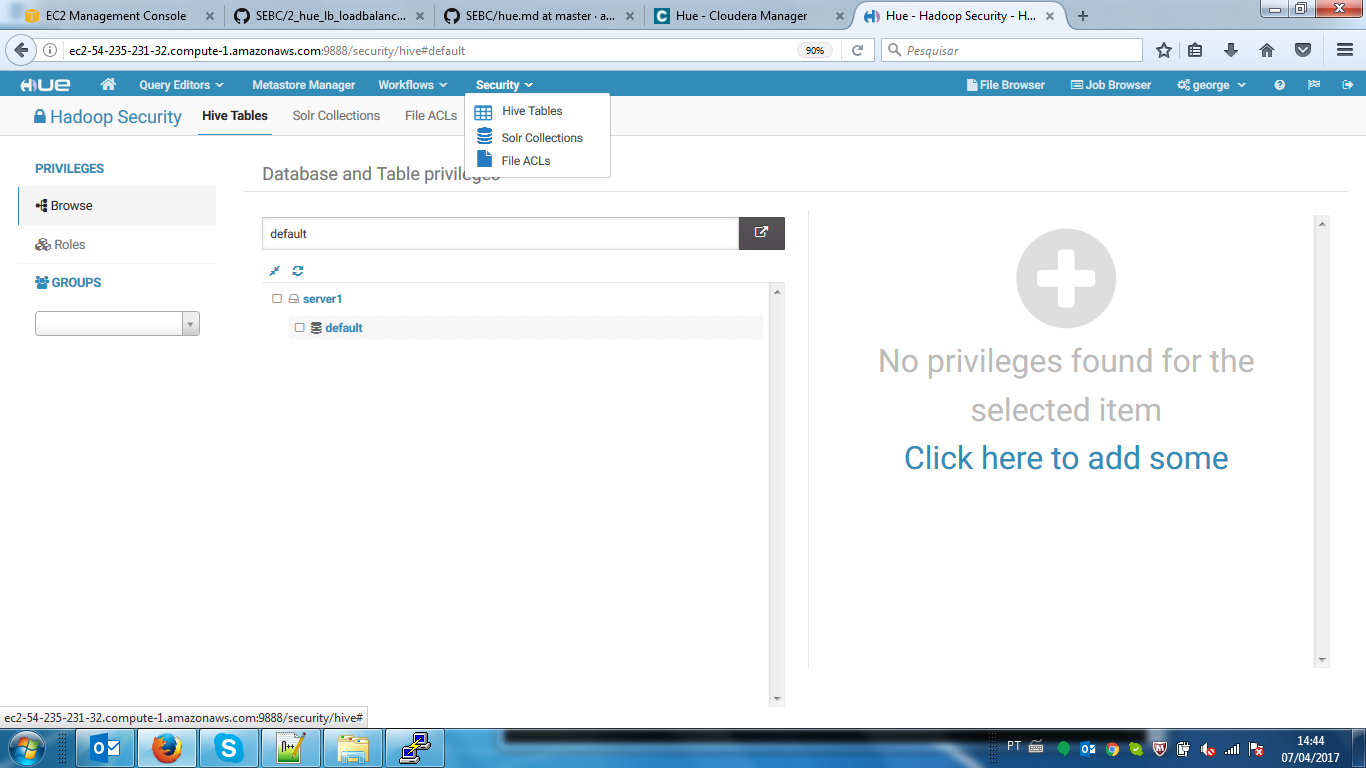 EC2 Management Console
SEBC/2_hue_lb_loadbalanc...
SEBC/hue.md at master · a...
Hue - Cloudera Manager
Hue - Hadoop Security - H...
ec2-54-235-231-32.compute-1.amazonaws.com:9888/security/hive#default
90%
Pesquisar
HUE
Query Editors
Metastore Manager
Workflows
Security
File Browser
Job Browser
george
Hadoop Security
Hive Tables
Solr Collections
File ACLs
Hive Tables
Solr Collections
File ACLs
PRIVILEGES
Browse
Roles
GROUPS
Database and Table privileges
default
server1
default
No privileges found for the
selected item
Click here to add some
ec2-54-235-231-32.compute-1.amazonaws.com:9888/security/hive#
PT
14:44
07/04/2017